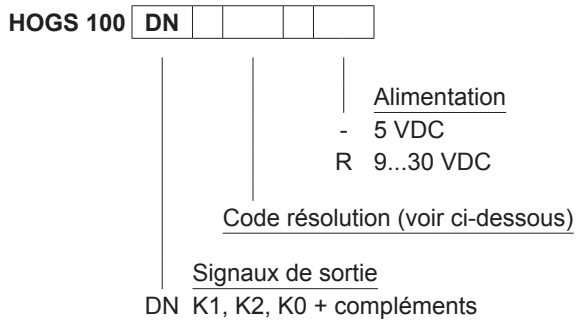 HOGS 100 DN
Alimentation
- 5 VDC
R 9...30 VDC
Code résolution (voir ci-dessous)
Signaux de sortie
DN K1, K2, K0 + compléments